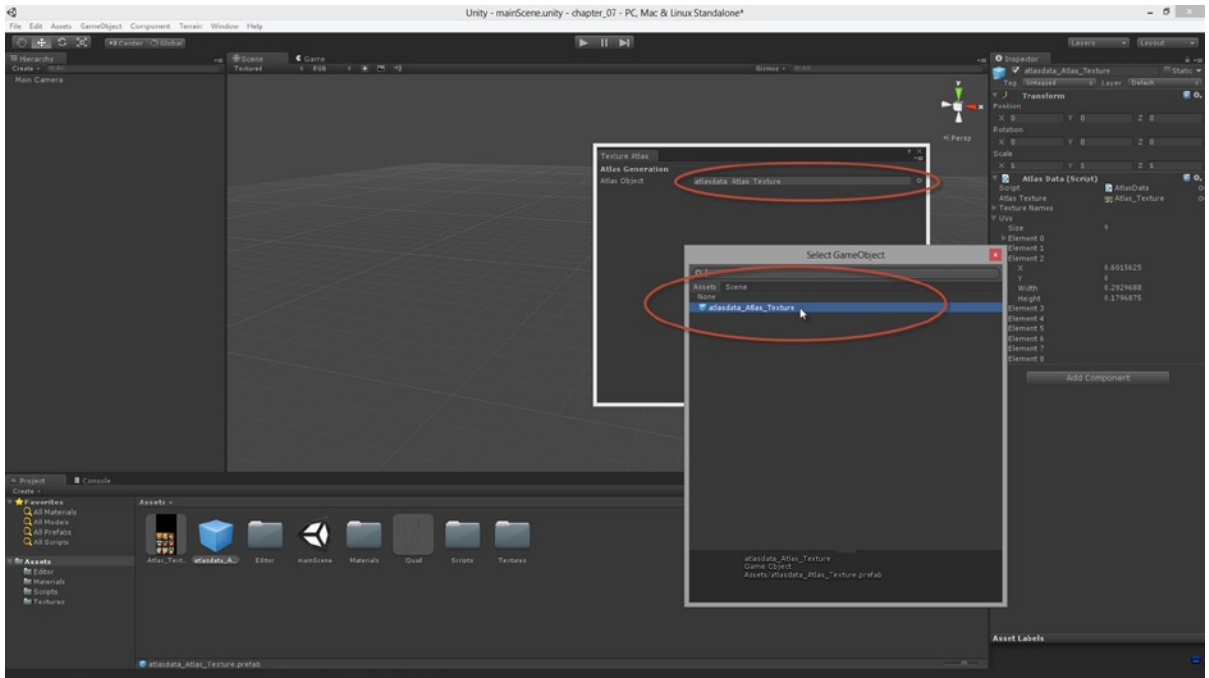 Unity - mainScene.unity - chapter_07 - PC, Mac & Linux Standalone*
File Edit Assets GameObject Component Terrain Window Help
Center Global
Layers Layout
Hierarchy
Create All
Main Camera
Scene Game
Textured RGB Gizmos All
y
x
Persp
Texture Atlas
Atlas Generation
Atlas Object atlasdata_Atlas_Texture
Select GameObject
Assets Scene
None
atlasdata_Atlas_Texture
atlasdata_Atlas_Texture
Game Object
Assets/atlasdata_Atlas_Texture.prefab
Inspector
atlasdata_Atlas_Texture Static
Tag Untagged Layer Default
Transform
Position
X 0 Y 0 Z 0
Rotation
X 0 Y 0 Z 0
Scale
X 1 Y 1 Z 1
Atlas Data (Script)
Script AtlasData
Atlas Texture Atlas_Texture
Texture Names
UVs
Size 9
Element 0
Element 1
Element 2
X 0.6015625
Y 0
Width 0.2929688
Height 0.1796875
Element 3
Element 4
Element 5
Element 6
Element 7
Element 8
Add Component
Asset Labels
Project Console
Create
Favorites
All Materials
All Models
All Prefabs
All Scripts
Assets
Editor
Materials
Scripts
Textures
Assets
Atlas_Text... atlasdata_A... Editor mainScene Materials Quad Scripts Textures
atlasdata_Atlas_Texture.prefab